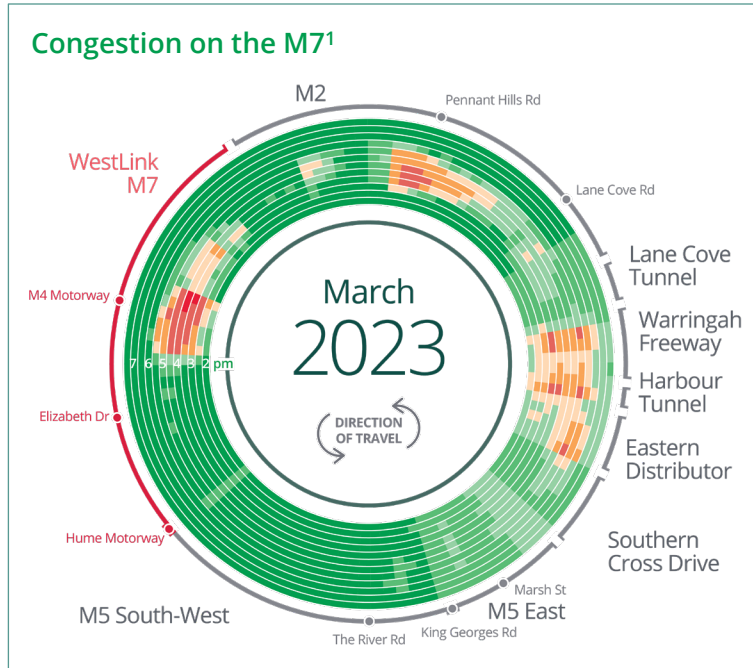 Congestion on the M7¹
M2
Pennant Hills Rd
WestLink
M7
Lane Cove Rd
Lane Cove
Tunnel
M4 Motorway
March
2023
Warringah
Freeway
7 6 5 4 3 2 pm
Harbour
Tunnel
Elizabeth Dr
DIRECTION
OF TRAVEL
Eastern
Distributor
Hume Motorway
Southern
Cross Drive
Marsh St
M5 South-West
M5 East
King Georges Rd
The River Rd